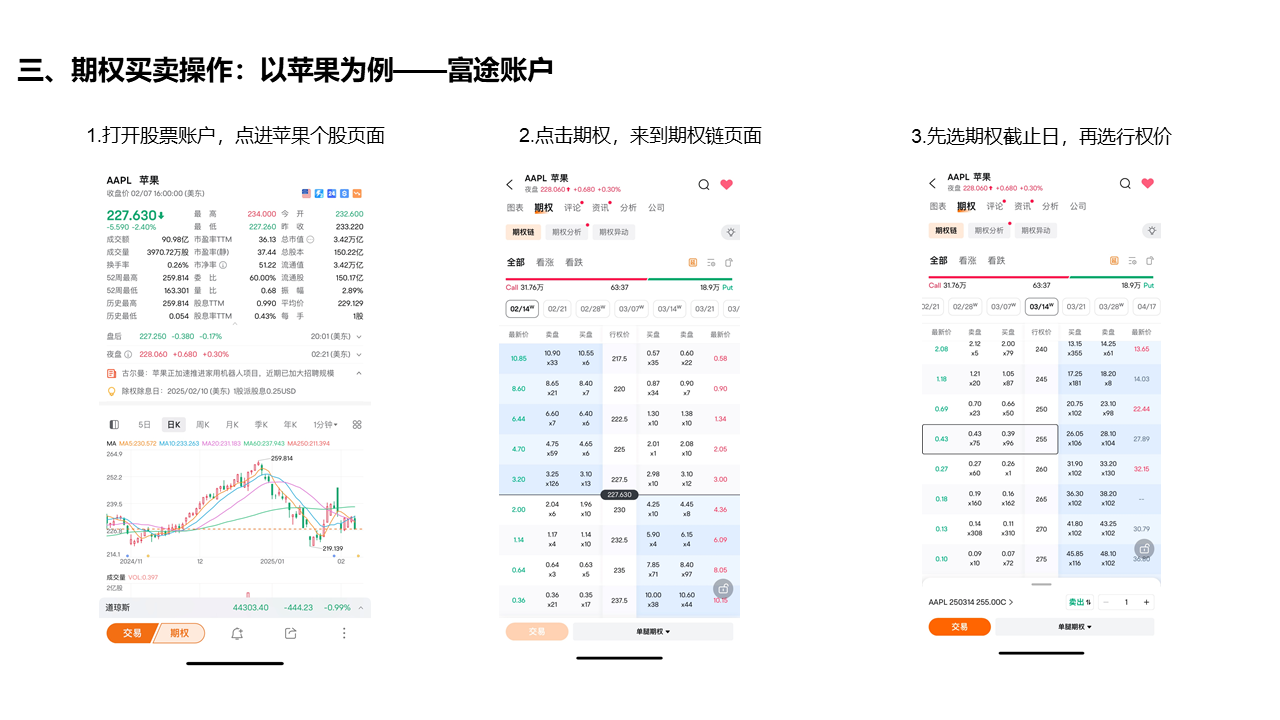 三、期权买卖操作：以苹果为例——富途账户
1.打开股票账户，点进苹果个股页面
AAPL 苹果
收盘价 02/07 16:00:00 (美东)
227.630 最 高 234.000 今 开 232.600
-5.590 -2.40% 最 低 227.260 昨 收 233.220
成交额 90.98亿 市盈率TTM 36.13 总市值 3.42万亿
成交量 3970.72万股 市盈率(静) 37.44 总股本 150.22亿
换手率 0.26% 市净率 51.22 流通值 3.42万亿
52周最高 259.814 委 比 60.00% 流通股 150.17亿
52周最低 163.301 量 比 0.68 振 幅 2.89%
历史最高 259.814 股息TTM 0.990 平均价 229.129
历史最低 0.054 股息率TTM 0.43% 每 手 1股
盘后 227.250 -0.380 -0.17% 20:01 (美东)
夜盘 228.060 +0.680 +0.30% 02:21 (美东)
古尔曼：苹果正加速推进家用机器人项目，近期已加大招聘规模
除权除息日：2025/02/10 (美东) 1股派股息0.25USD
5日 日K 周K 月K 季K 年K 1分钟
MA MA5:230.572 MA10:233.263 MA20:231.183 MA60:237.943 MA250:211.394
264.9
259.814
252.2
239.5
226.8
219.139
214.1
2024/11 12 2025/01 02
成交量 VOL:0.397
2亿股
道琼斯 44303.40 -444.23 -0.99%
交易 期权
2.点击期权，来到期权链页面
AAPL 苹果
夜盘 228.060 +0.680 +0.30%
图表 期权 评论 资讯 分析 公司
期权链 期权分析 期权异动
全部 看涨 看跌
Call 31.76万 63:37 18.9万 Put
02/14W 02/21 02/28W 03/07W 03/14W 03/21 03/
最新价 卖盘 买盘 行权价 买盘 卖盘 最新价
10.85 10.90 x33 10.55 x6 217.5 0.57 x35 0.60 x22 0.58
8.60 8.65 x21 8.40 x7 220 0.87 x34 0.90 x7 0.90
6.44 6.60 x7 6.40 x6 222.5 1.30 x10 1.38 x10 1.34
4.70 4.75 x59 4.65 x6 225 2.01 x1 2.08 x10 2.05
3.20 3.25 x126 3.10 x13 227.5 2.98 x10 3.10 x12 3.00
227.630
2.00 2.04 x6 1.96 x10 230 4.25 x10 4.45 x8 4.36
1.14 1.17 x4 1.14 x10 232.5 5.90 x4 6.15 x4 6.09
0.64 0.64 x3 0.63 x5 235 7.85 x71 8.40 x97 8.05
0.36 0.36 x21 0.35 x17 237.5 10.00 x38 10.60 x44 10.15
交易 单腿期权
3.先选期权截止日，再选行权价
AAPL 苹果
夜盘 228.060 +0.680 +0.30%
图表 期权 评论 资讯 分析 公司
期权链 期权分析 期权异动
全部 看涨 看跌
Call 31.76万 63:37 18.9万 Put
02/21 02/28W 03/07W 03/14W 03/21 03/28W 04/17
最新价 卖盘 买盘 行权价 买盘 卖盘 最新价
2.08 2.12 x5 2.00 x79 240 13.15 x355 14.25 x61 13.65
1.18 1.21 x20 1.05 x87 245 17.25 x181 18.20 x8 14.03
0.69 0.70 x23 0.66 x50 250 20.75 x102 23.10 x98 22.44
0.43 0.43 x75 0.39 x96 255 26.05 x106 28.10 x104 27.89
0.27 0.27 x60 0.26 x1 260 31.90 x102 33.20 x130 32.15
0.18 0.19 x160 0.16 x162 265 36.30 x102 38.20 x102 --
0.13 0.14 x308 0.11 x310 270 41.80 x102 43.25 x102 30.79
0.10 0.09 x10 0.07 x72 275 45.85 x116 48.10 x102
AAPL 250314 255.00C 卖出 1
交易 单腿期权